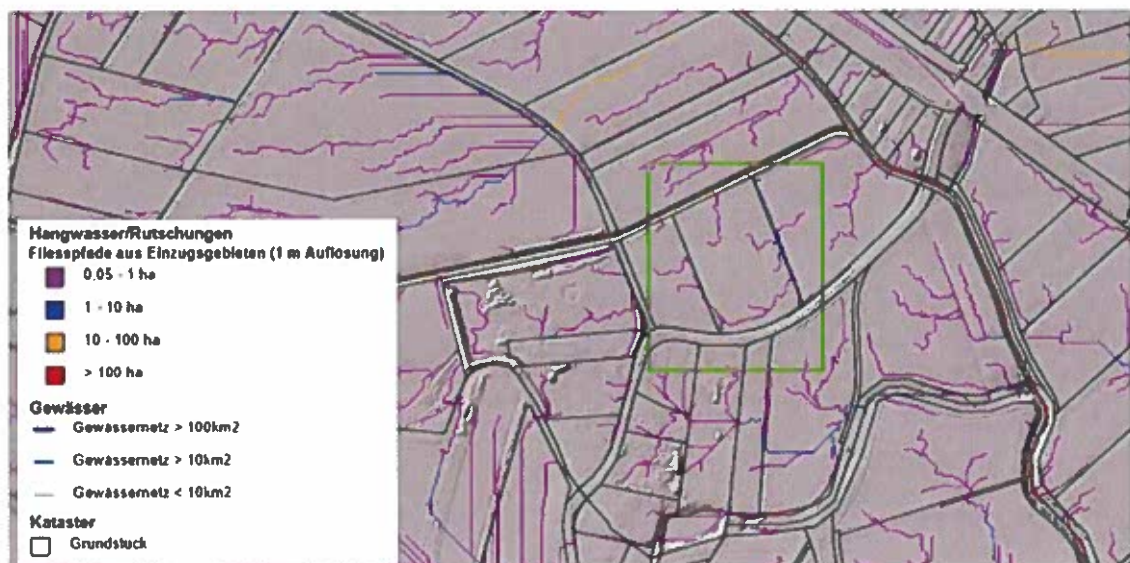 Hangwasser/Rutschungen
Fliesspfade aus Einzugsgebieten (1 m Auflösung)
0,05 - 1 ha
1 - 10 ha
10 - 100 ha
> 100 ha
Gewässer
Gewässernetz > 100km2
Gewässernetz > 10km2
Gewässernetz < 10km2
Kataster
Grundstuck